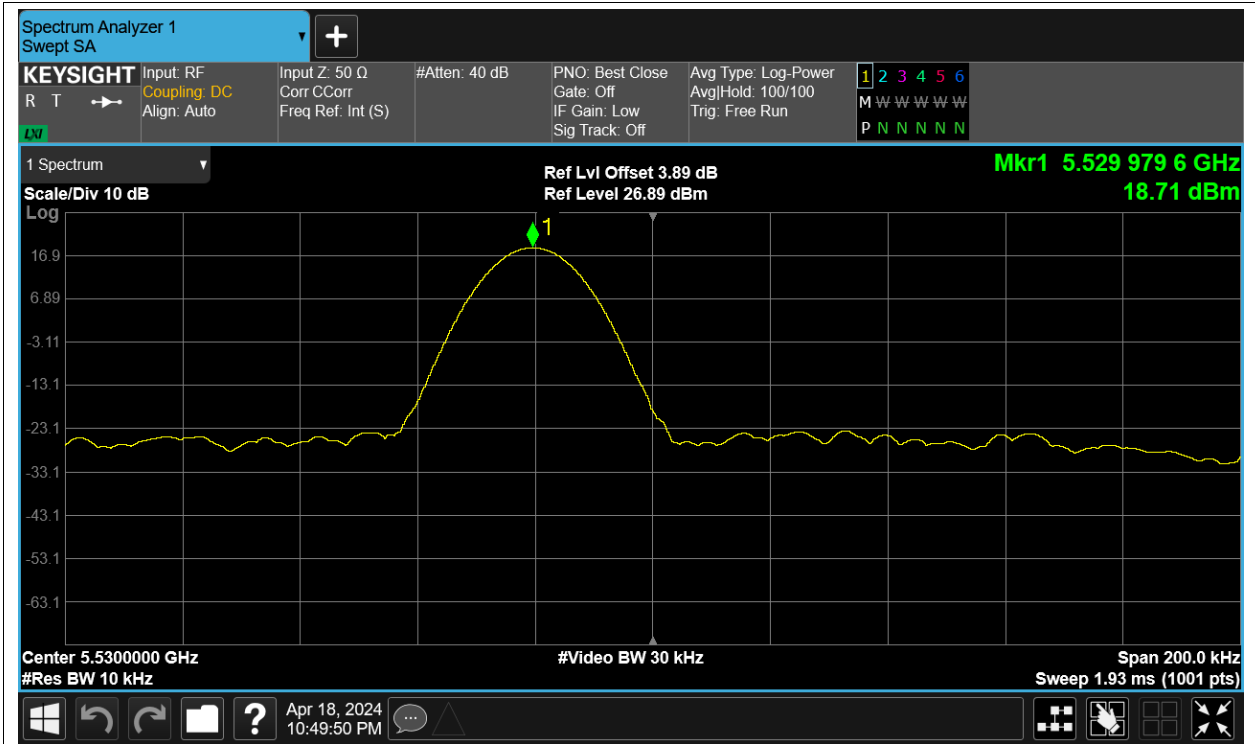 Spectrum Analyzer 1
Swept SA
KEYSIGHT
R T
LXI
Input: RF
Coupling: DC
Align: Auto
Input Z: 50 Ω
Corr CCorr
Freq Ref: Int (S)
#Atten: 40 dB
PNO: Best Close
Gate: Off
IF Gain: Low
Sig Track: Off
Avg Type: Log-Power
Avg|Hold: 100/100
Trig: Free Run
1 2 3 4 5 6
M W W W W W
P N N N N N
1 Spectrum
Scale/Div 10 dB
Ref Lvl Offset 3.89 dB
Ref Level 26.89 dBm
Mkr1 5.529 979 6 GHz
18.71 dBm
Log
1
16.9
6.89
-3.11
-13.1
-23.1
-33.1
-43.1
-53.1
-63.1
Center 5.5300000 GHz
#Res BW 10 kHz
#Video BW 30 kHz
Span 200.0 kHz
Sweep 1.93 ms (1001 pts)
?
Apr 18, 2024
10:49:50 PM